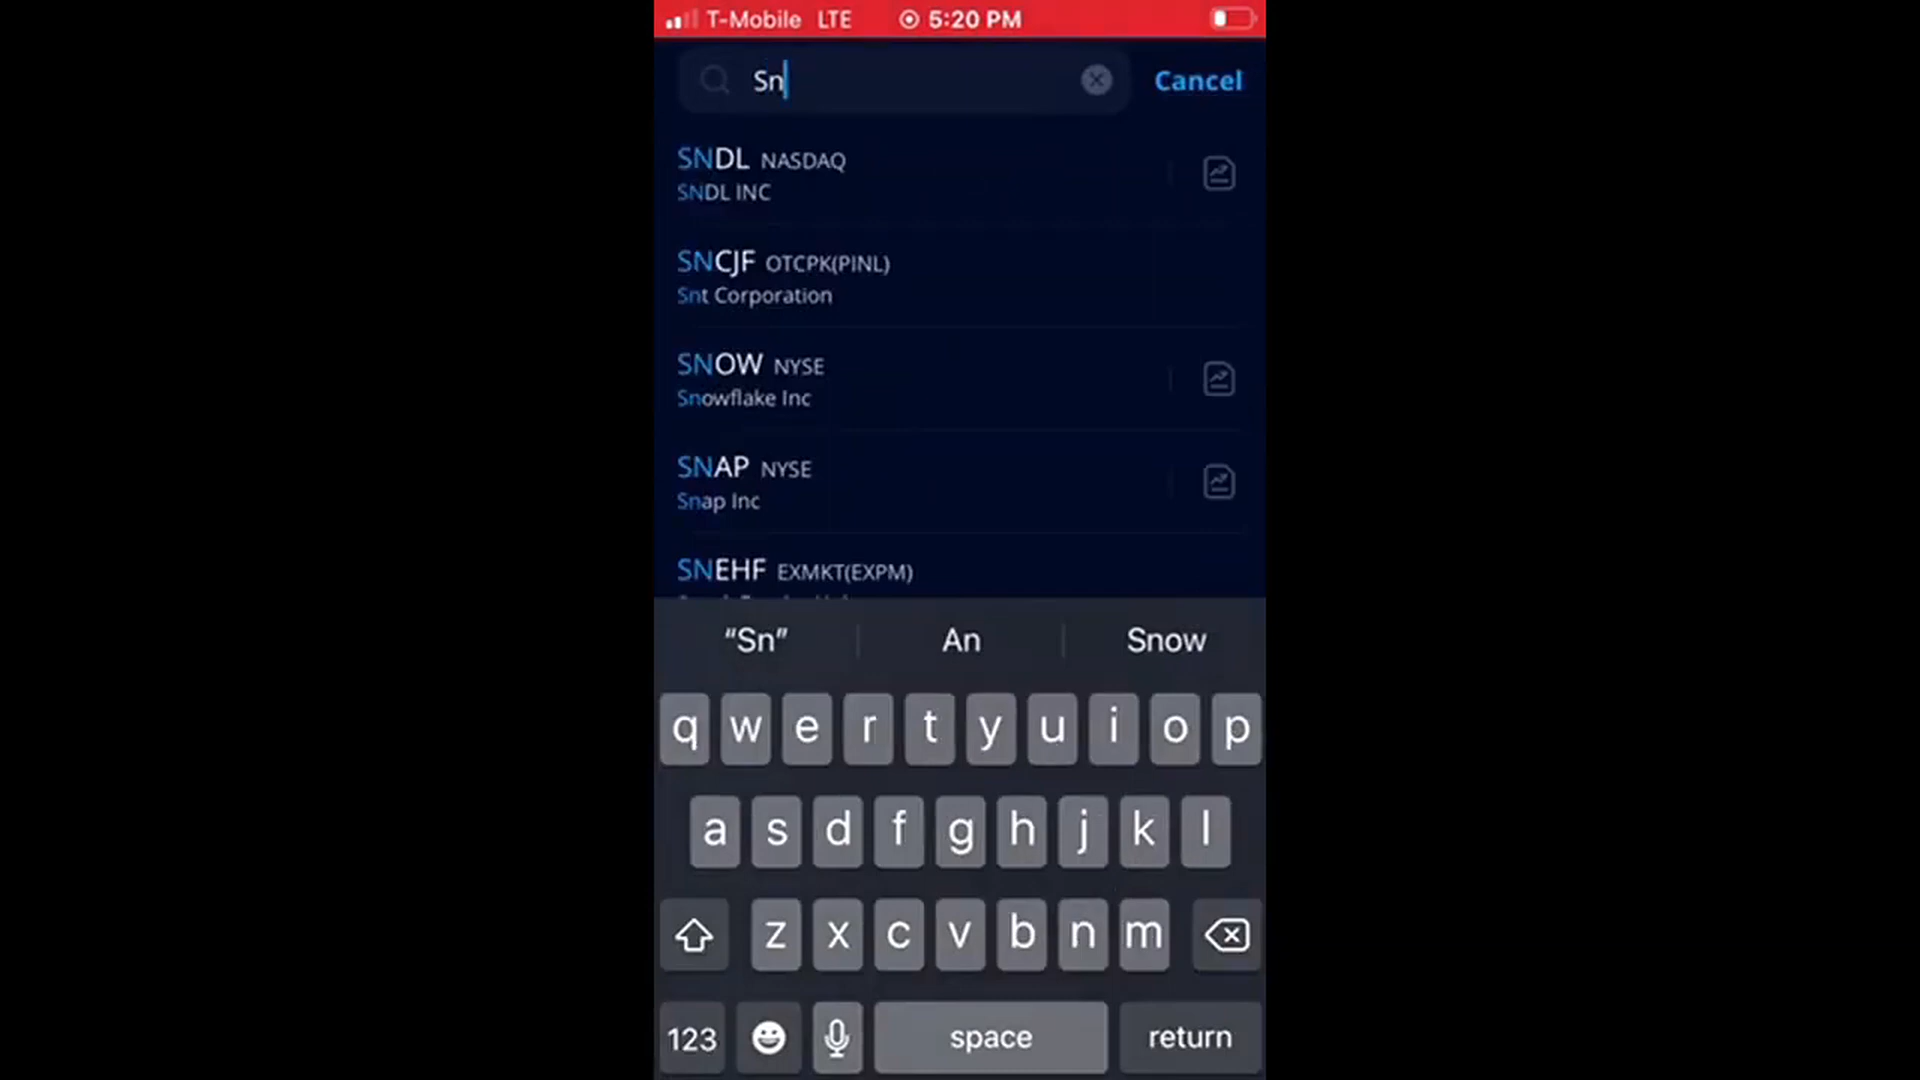 T-Mobile LTE 5:20 PM
Sn Cancel
SNDL NASDAQ
SNDL INC
SNCJF OTCPK(PINL)
Snt Corporation
SNOW NYSE
Snowflake Inc
SNAP NYSE
Snap Inc
SNEHF EXMKT(EXPM)
“Sn” An Snow
q w e r t y u i o p
a s d f g h j k l
z x c v b n m
123 space return